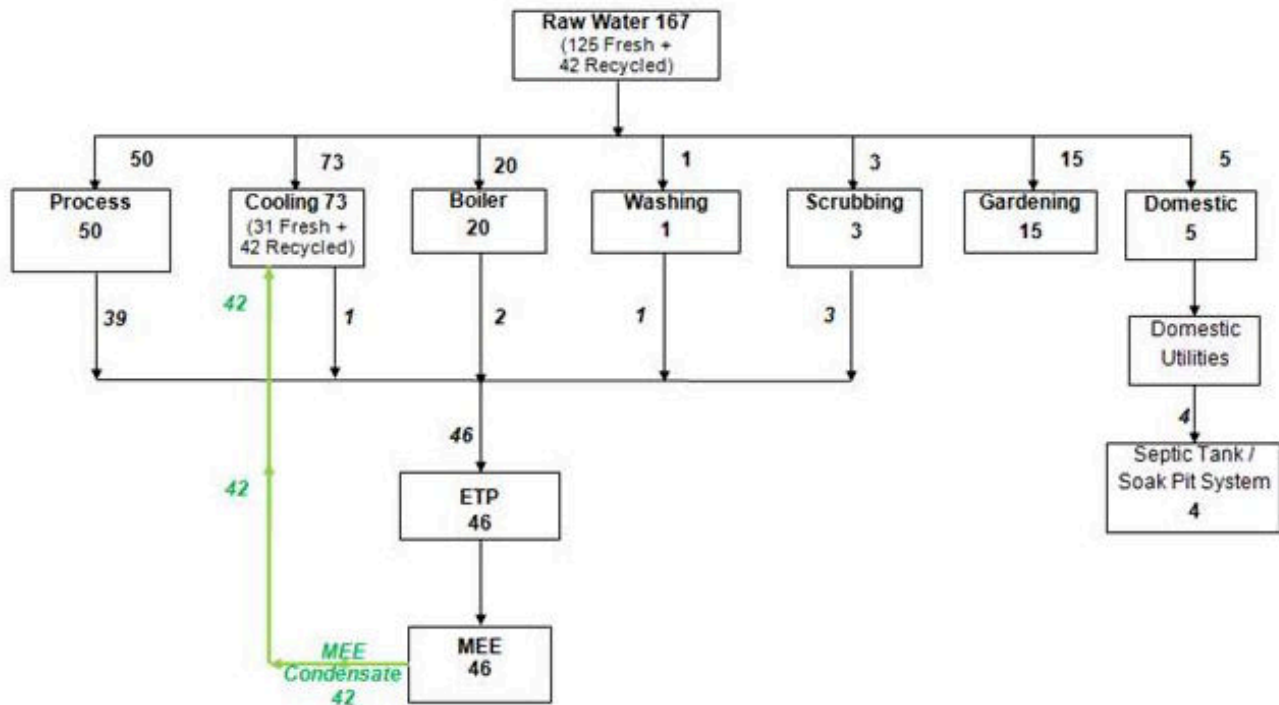 Raw Water 167
(125 Fresh +
42 Recycled)
50
73
20
1
3
15
5
Process
50
Cooling 73
(31 Fresh +
42 Recycled)
Boiler
20
Washing
1
Scrubbing
3
Gardening
15
Domestic
5
39
42
1
2
1
3
Domestic
Utilities
46
4
42
ETP
46
Septic Tank /
Soak Pit System
4
MEE
Condensate
42
MEE
46